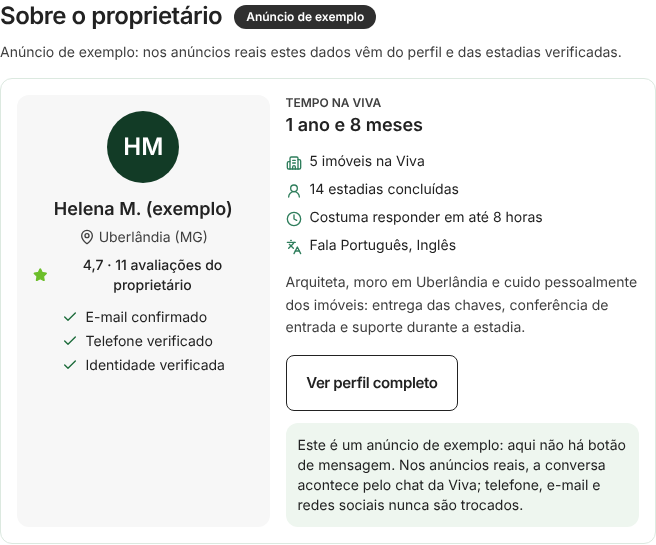 Sobre o proprietário
Anúncio de exemplo
Anúncio de exemplo: nos anúncios reais estes dados vêm do perfil e das estadias verificadas.
HM
Helena M. (exemplo)
Uberlândia (MG)
4,7 · 11 avaliações do
proprietário
E-mail confirmado
Telefone verificado
Identidade verificada
TEMPO NA VIVA
1 ano e 8 meses
5 imóveis na Viva
14 estadias concluídas
Costuma responder em até 8 horas
Fala Português, Inglês
Arquiteta, moro em Uberlândia e cuido pessoalmente
dos imóveis: entrega das chaves, conferência de
entrada e suporte durante a estadia.
Ver perfil completo
Este é um anúncio de exemplo: aqui não há botão
de mensagem. Nos anúncios reais, a conversa
acontece pelo chat da Viva; telefone, e-mail e
redes sociais nunca são trocados.